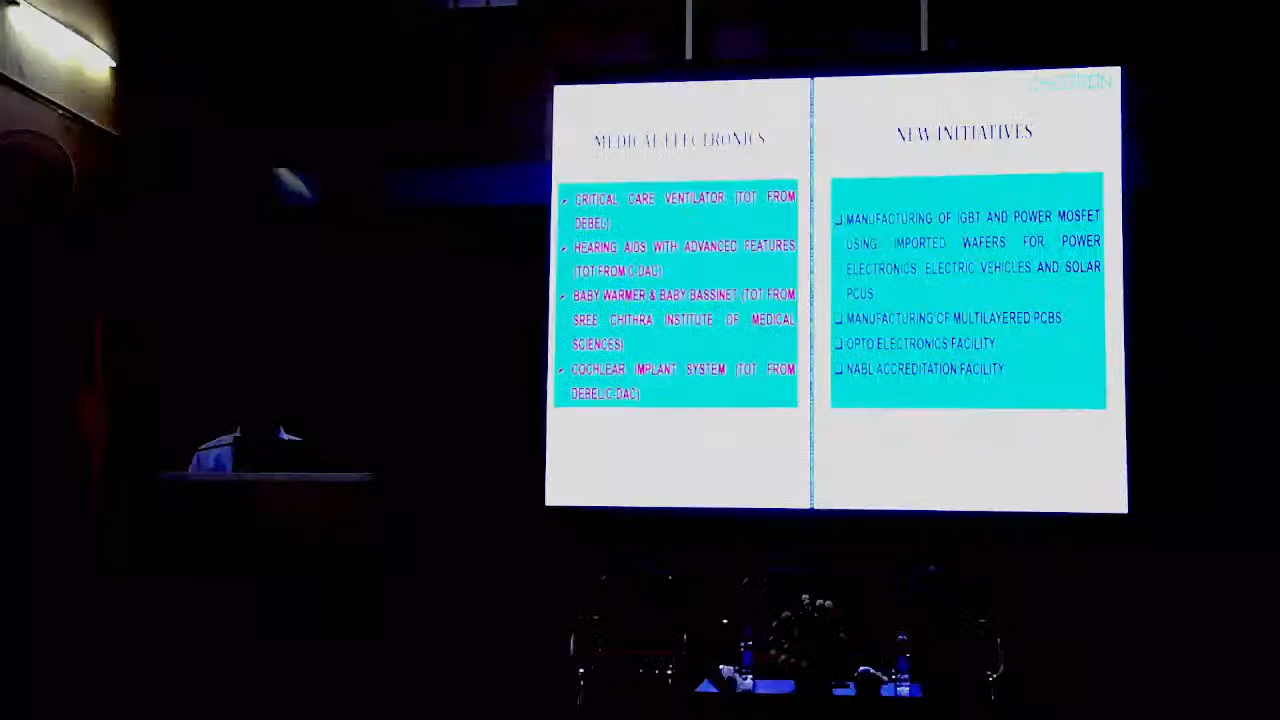 MEDICAL ELECTRONICS
CRITICAL CARE VENTILATOR (TOT FROM
DEBEL)
HEARING AIDS WITH ADVANCED FEATURES
(TOT FROM C-DAC)
BABY WARMER & BABY BASSINET (TOT FROM
SREE CHITHRA INSTITUTE OF MEDICAL
SCIENCES)
COCHLEAR IMPLANT SYSTEM (TOT FROM
DEBEL/C-DAC)
NEW INITIATIVES
MANUFACTURING OF IGBT AND POWER MOSFET
USING IMPORTED WAFERS FOR POWER
ELECTRONICS, ELECTRIC VEHICLES AND SOLAR
PCUS
MANUFACTURING OF MULTILAYERED PCBS
OPTO ELECTRONICS FACILITY
NABL ACCREDITATION FACILITY